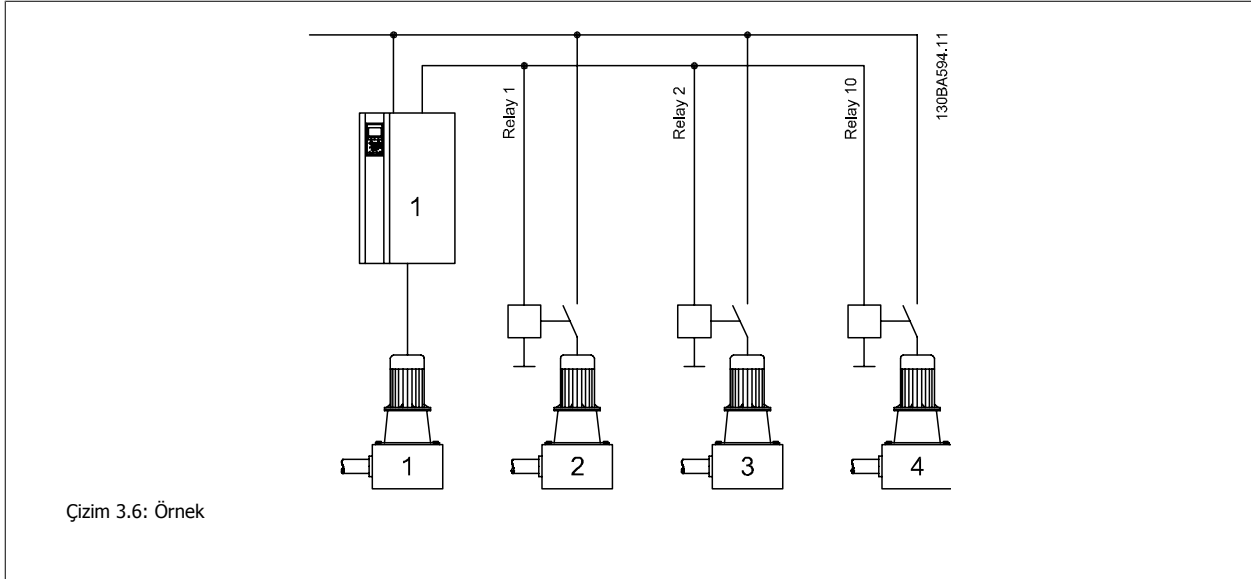 130BA594.11
Relay 1
Relay 2
Relay 10
1
1
2
3
4
Çizim 3.6: Örnek